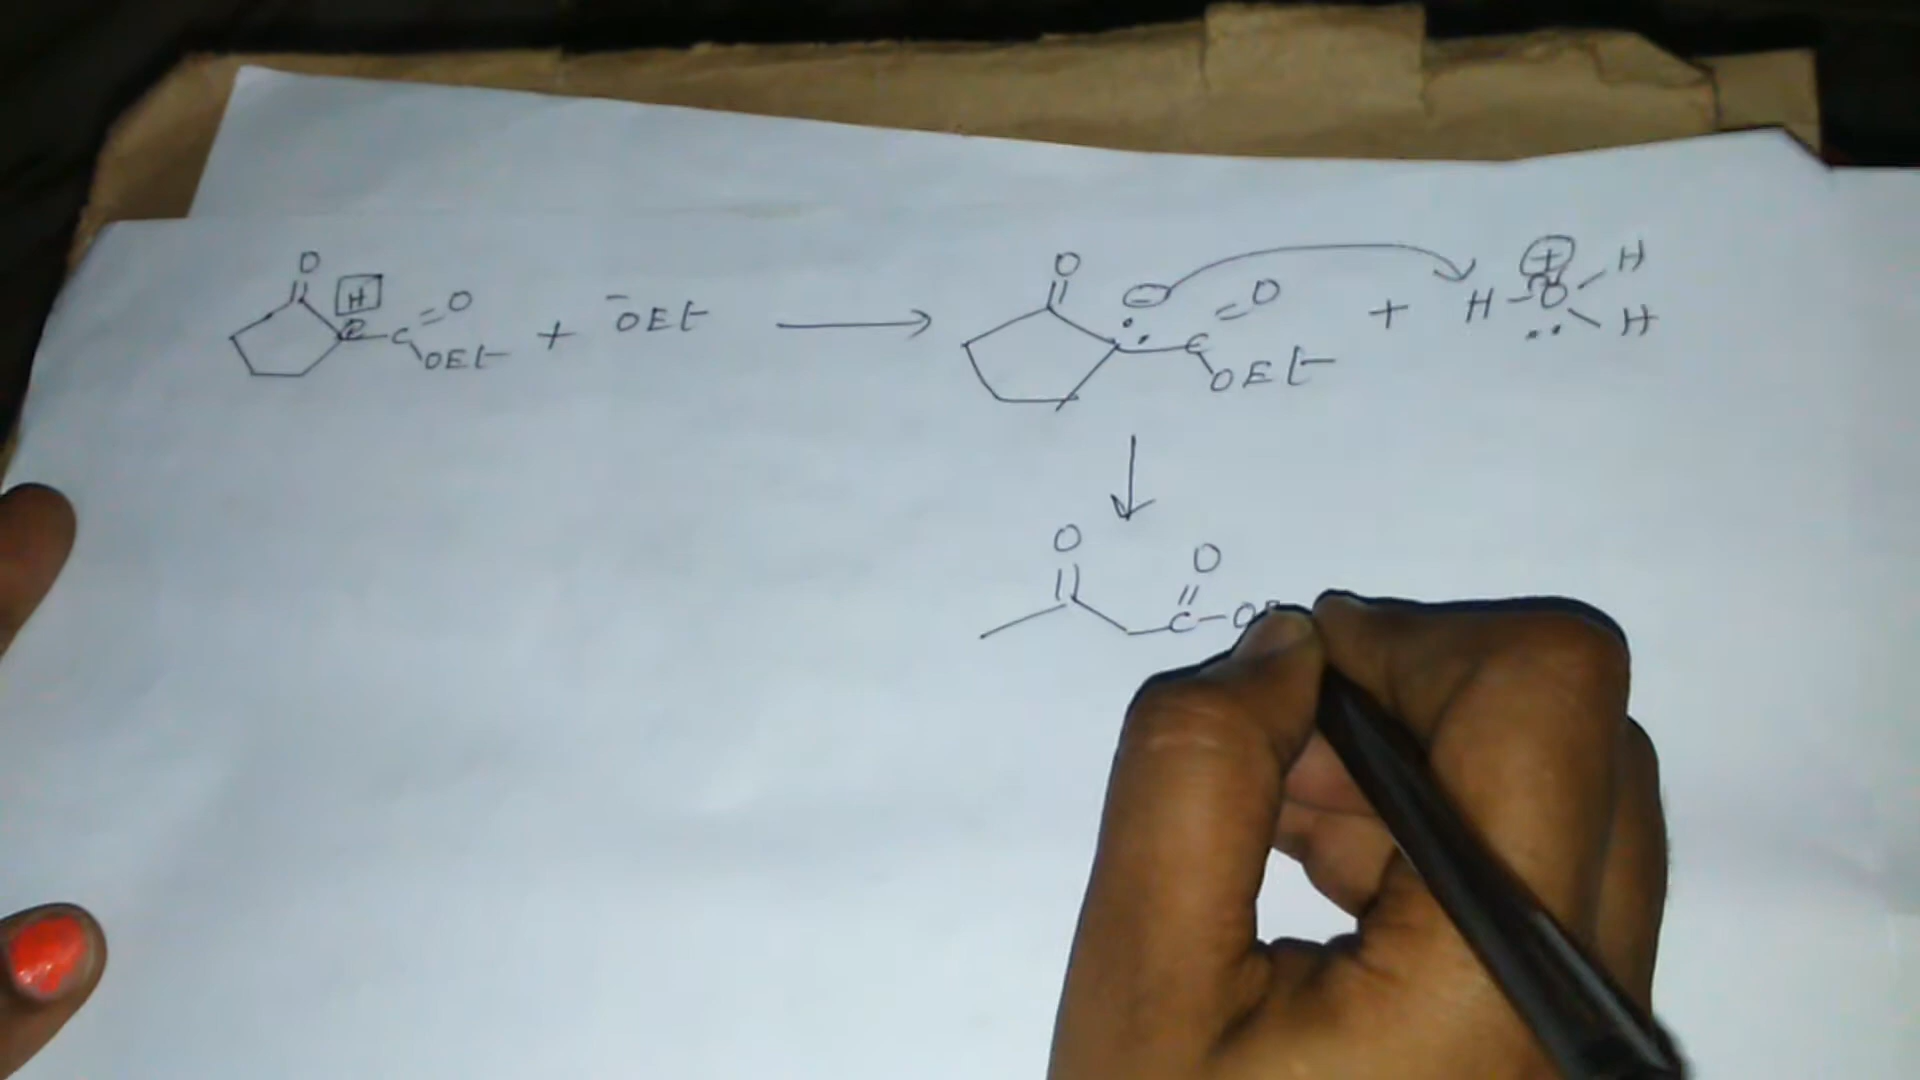 O H O O O ⊕ H
C - C = O + ⁻OEt → ⊖ C = O + H - O - H
OEt OEt
O O
C - O